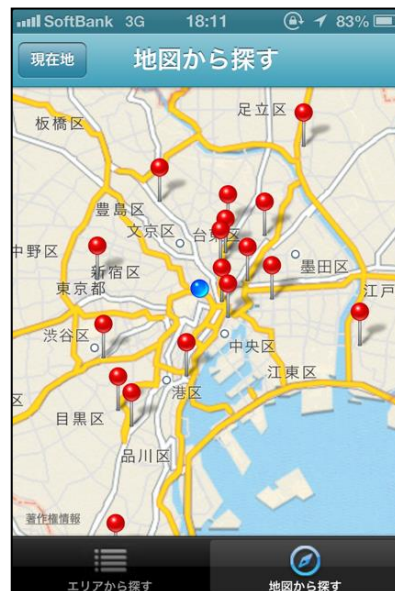 SoftBank 3G 18:11 83%
現在地 地図から探す
足立区
板橋区
豊島区
文京区 台東区
中野区 新宿区 墨田区
東京都 江戸
渋谷区 中央区
港区 江東区
区
目黒区
品川区
著作権情報
エリアから探す 地図から探す